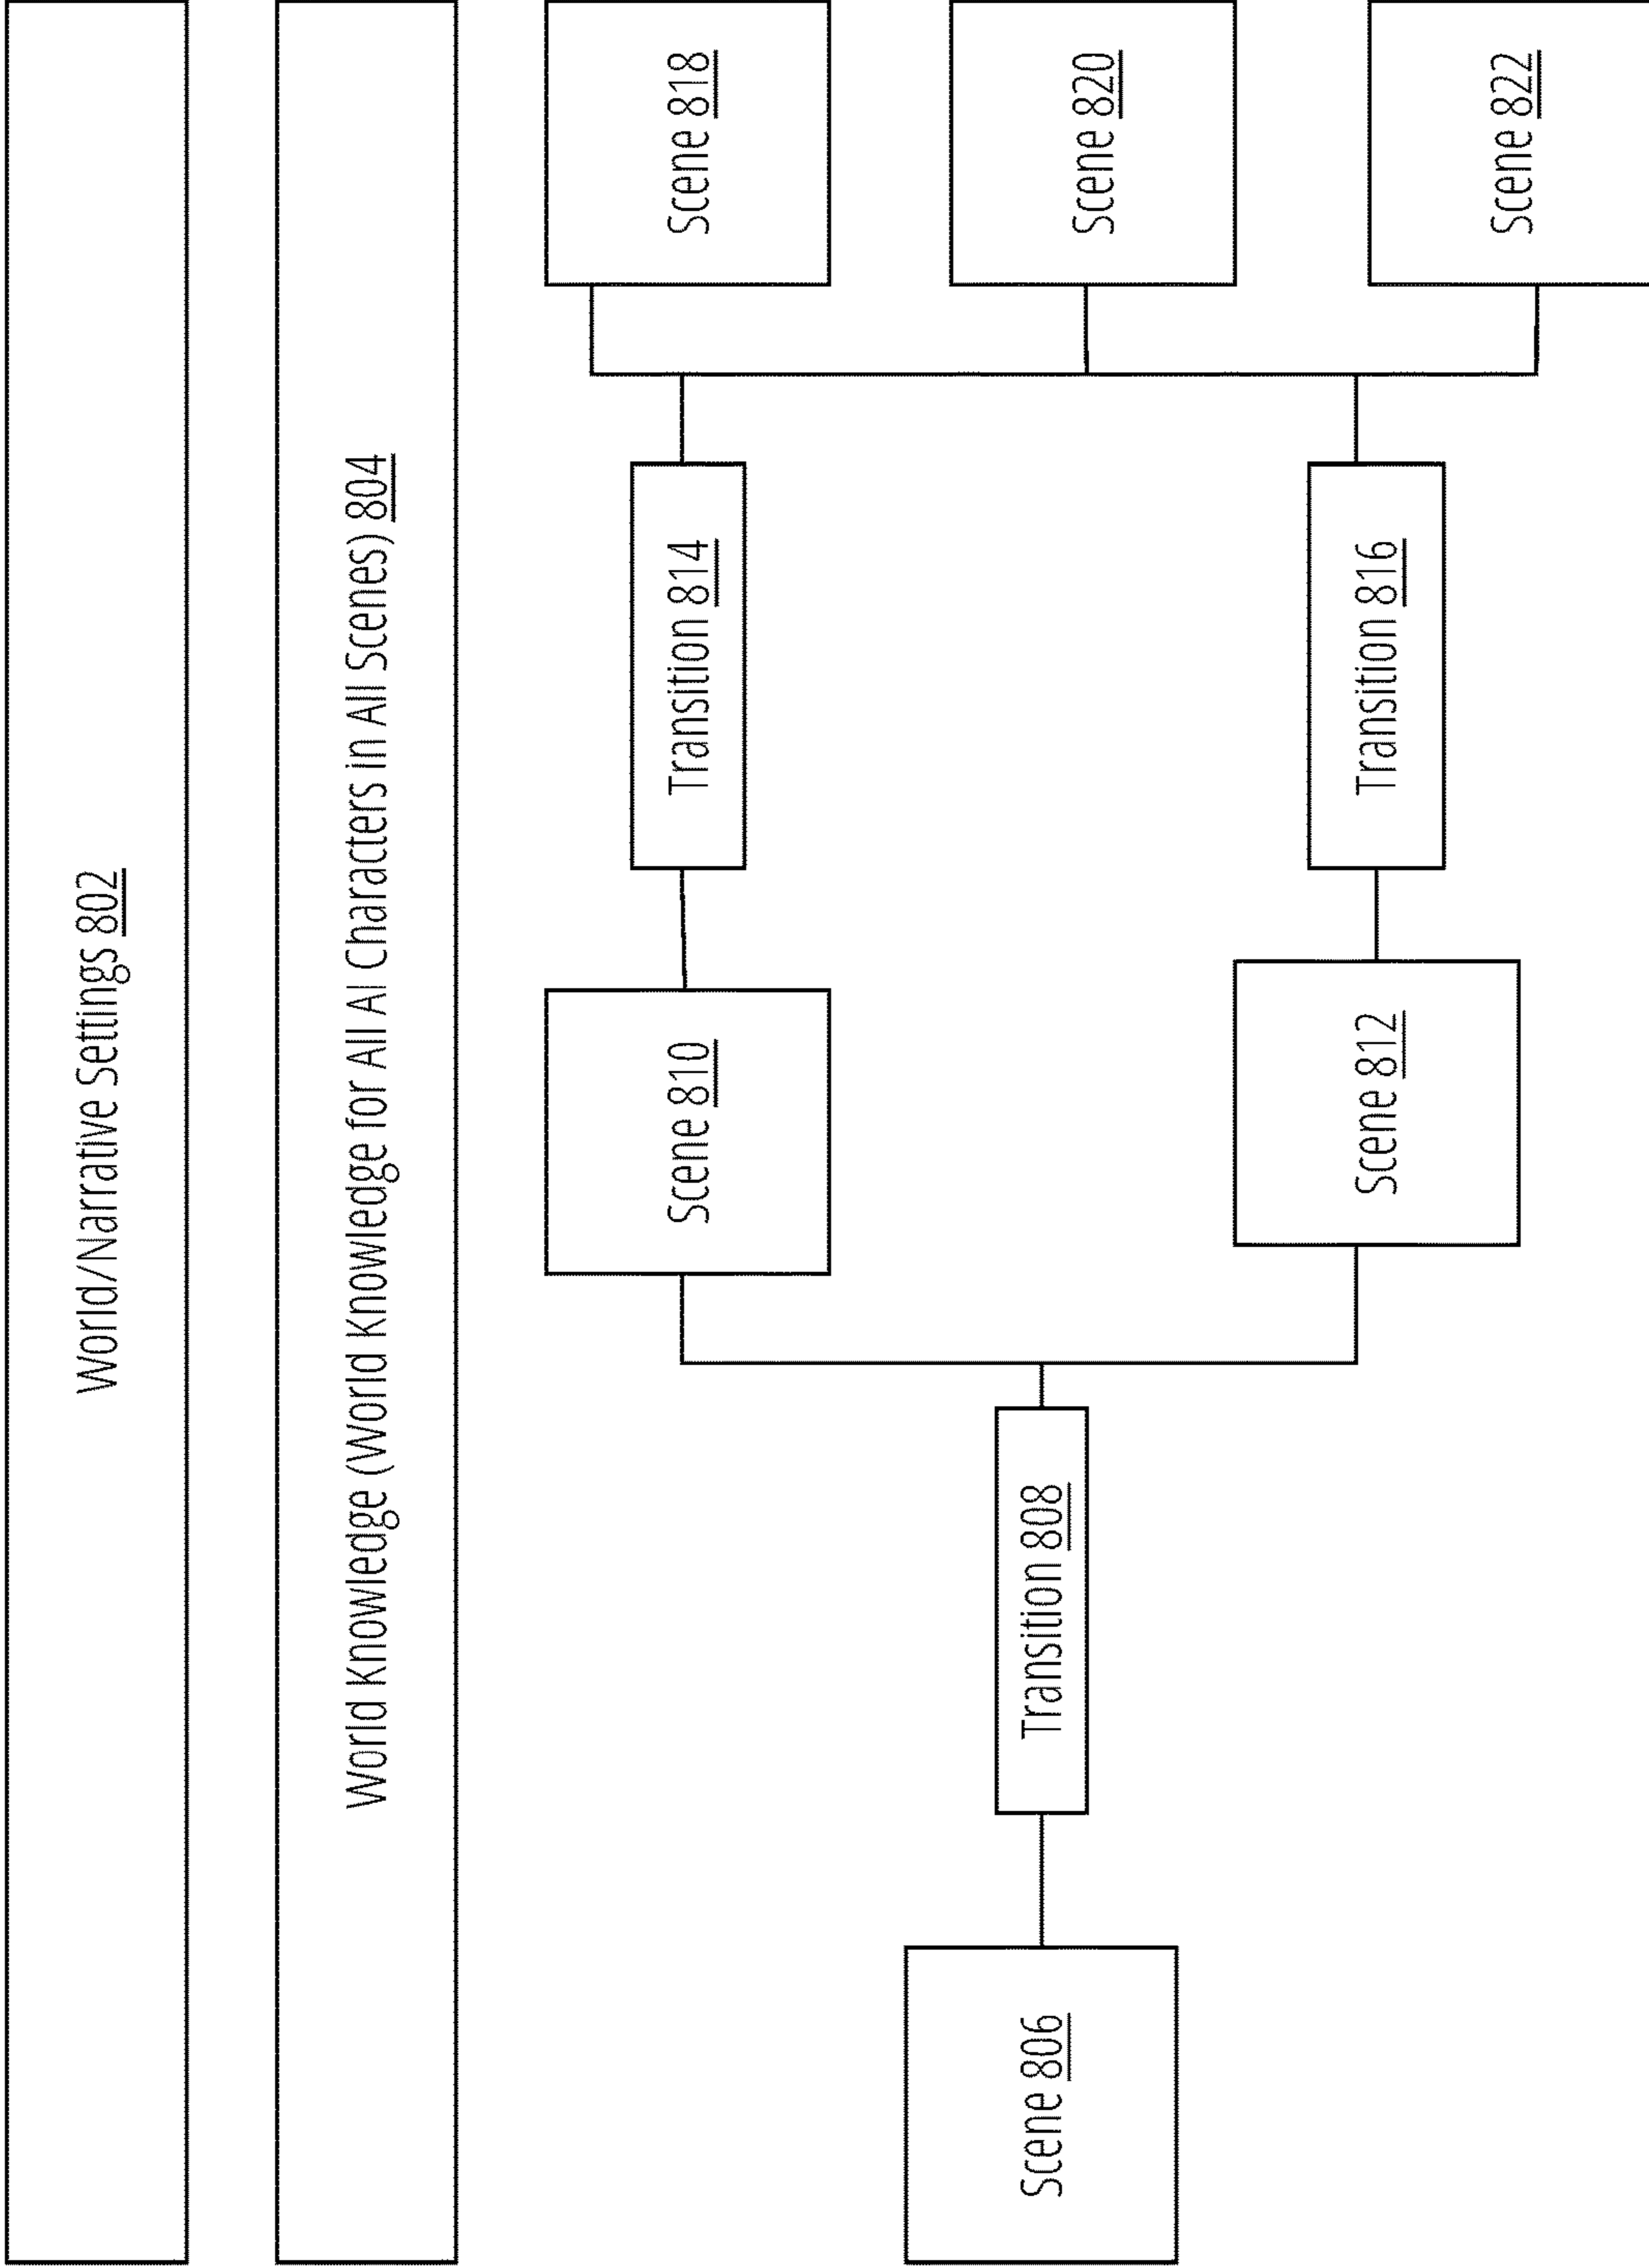 World/Narrative Settings 802
World Knowledge (World Knowledge for All AI Characters in All Scenes) 804
Scene 806
Transition 808
Scene 810
Scene 812
Transition 814
Transition 816
Scene 818
Scene 820
Scene 822